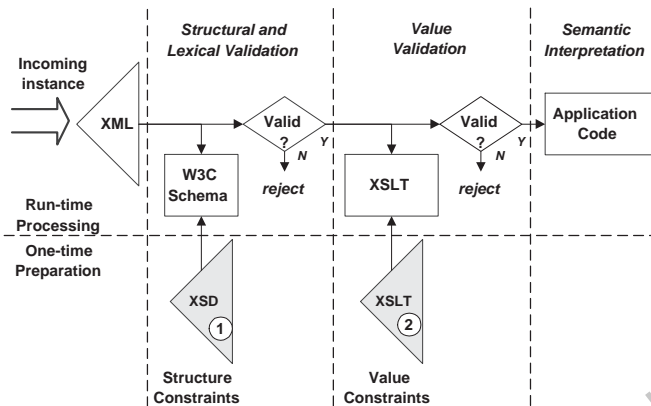 Structural and
Lexical Validation
Value
Validation
Semantic
Interpretation
Incoming
instance
XML
Valid
?
Y
N
reject
W3C
Schema
Valid
?
Y
N
reject
XSLT
Application
Code
Run-time
Processing
One-time
Preparation
XSD
1
XSLT
2
Structure
Constraints
Value
Constraints